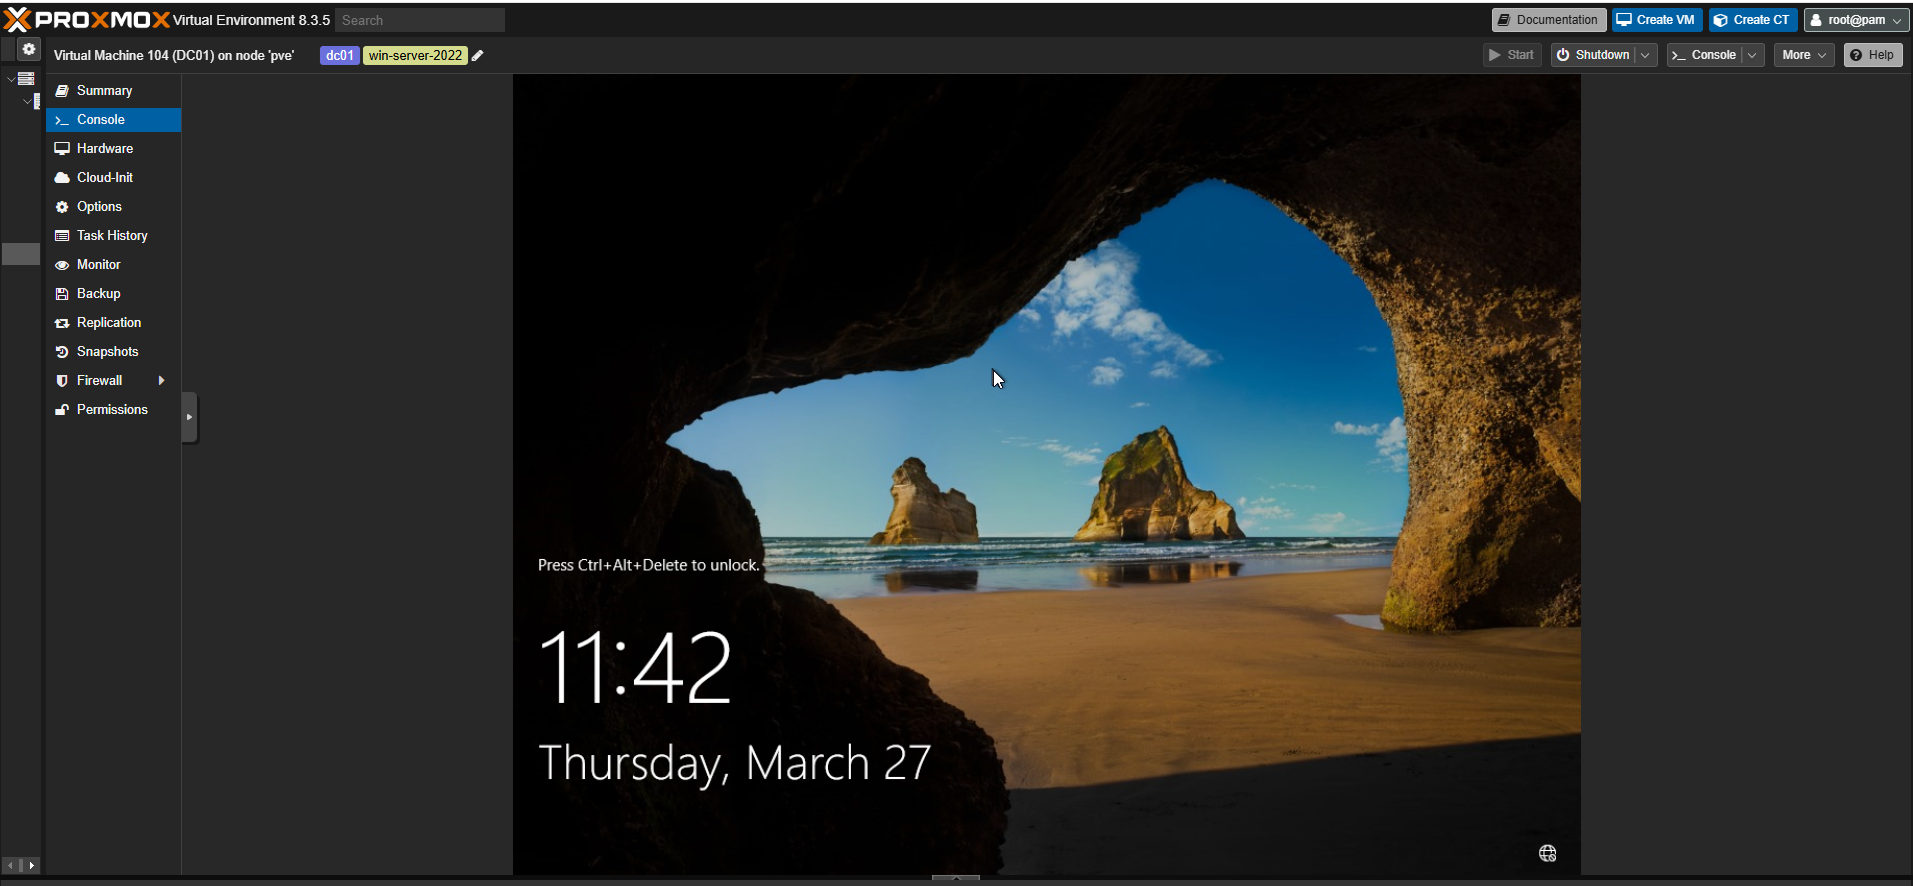 PROXMOX Virtual Environment 8.3.5 Search Documentation Create VM Create CT root@pam
Virtual Machine 104 (DC01) on node 'pve' dc01 win-server-2022 Start Shutdown Console More Help
Summary
Console
Hardware
Cloud-Init
Options
Task History
Monitor
Backup
Replication
Snapshots
Firewall
Permissions
Press Ctrl+Alt+Delete to unlock.
11:42
Thursday, March 27